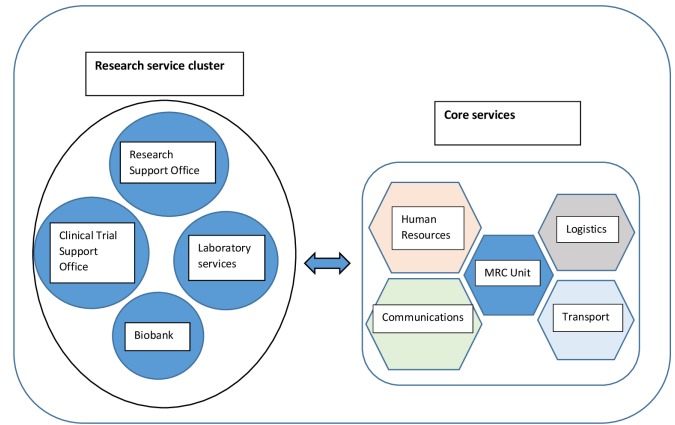 Research service cluster
Research
Support Office
Clinical Trial
Support
Office
Laboratory
services
Biobank
Core services
Human
Resources
Logistics
MRC Unit
Communications
Transport